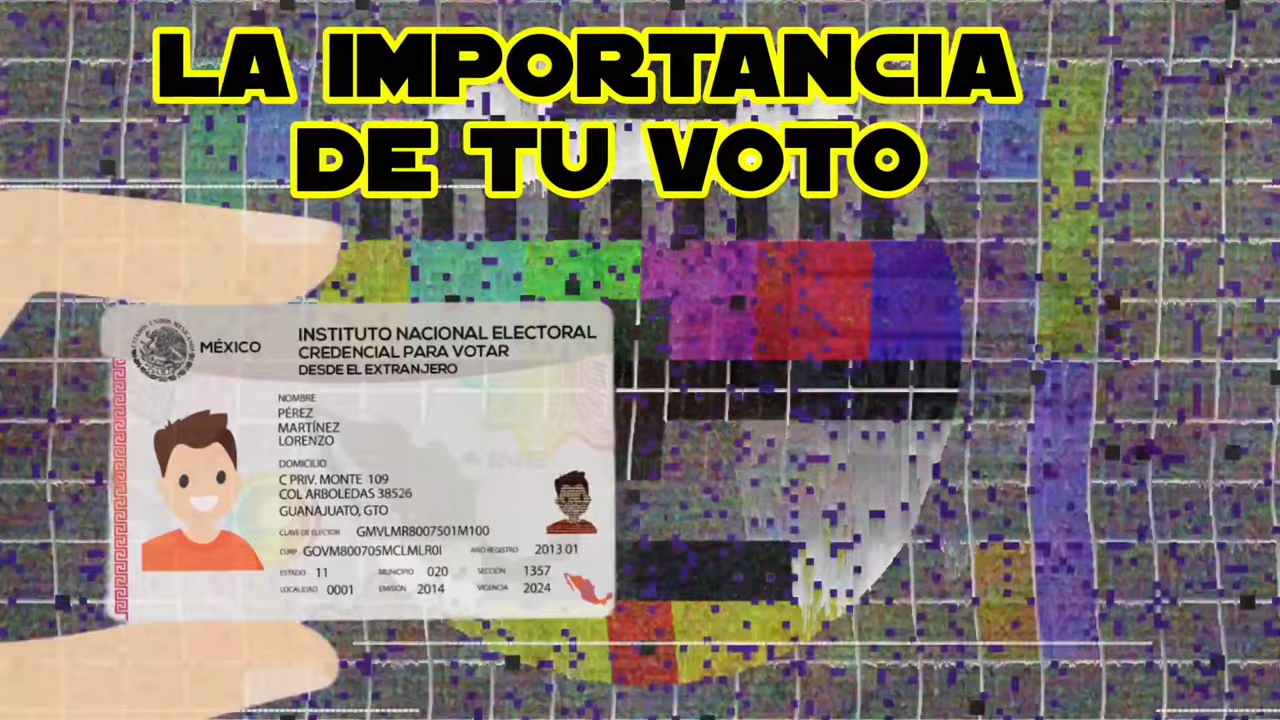 LA IMPORTANCIA
DE TU VOTO
MÉXICO
INSTITUTO NACIONAL ELECTORAL
CREDENCIAL PARA VOTAR
DESDE EL EXTRANJERO
NOMBRE
PÉREZ
MARTÍNEZ
LORENZO
DOMICILIO
C PRIV. MONTE 109
COL ARBOLEDAS 38526
GUANAJUATO, GTO
CLAVE DE ELECTOR GMVLMR8007501M100
CURP GOVM800705MCLMLR0I AÑO REGISTRO 2013 01
ESTADO 11 MUNICIPIO 020 SECCIÓN 1357
LOCALIDAD 0001 EMISIÓN 2014 VIGENCIA 2024